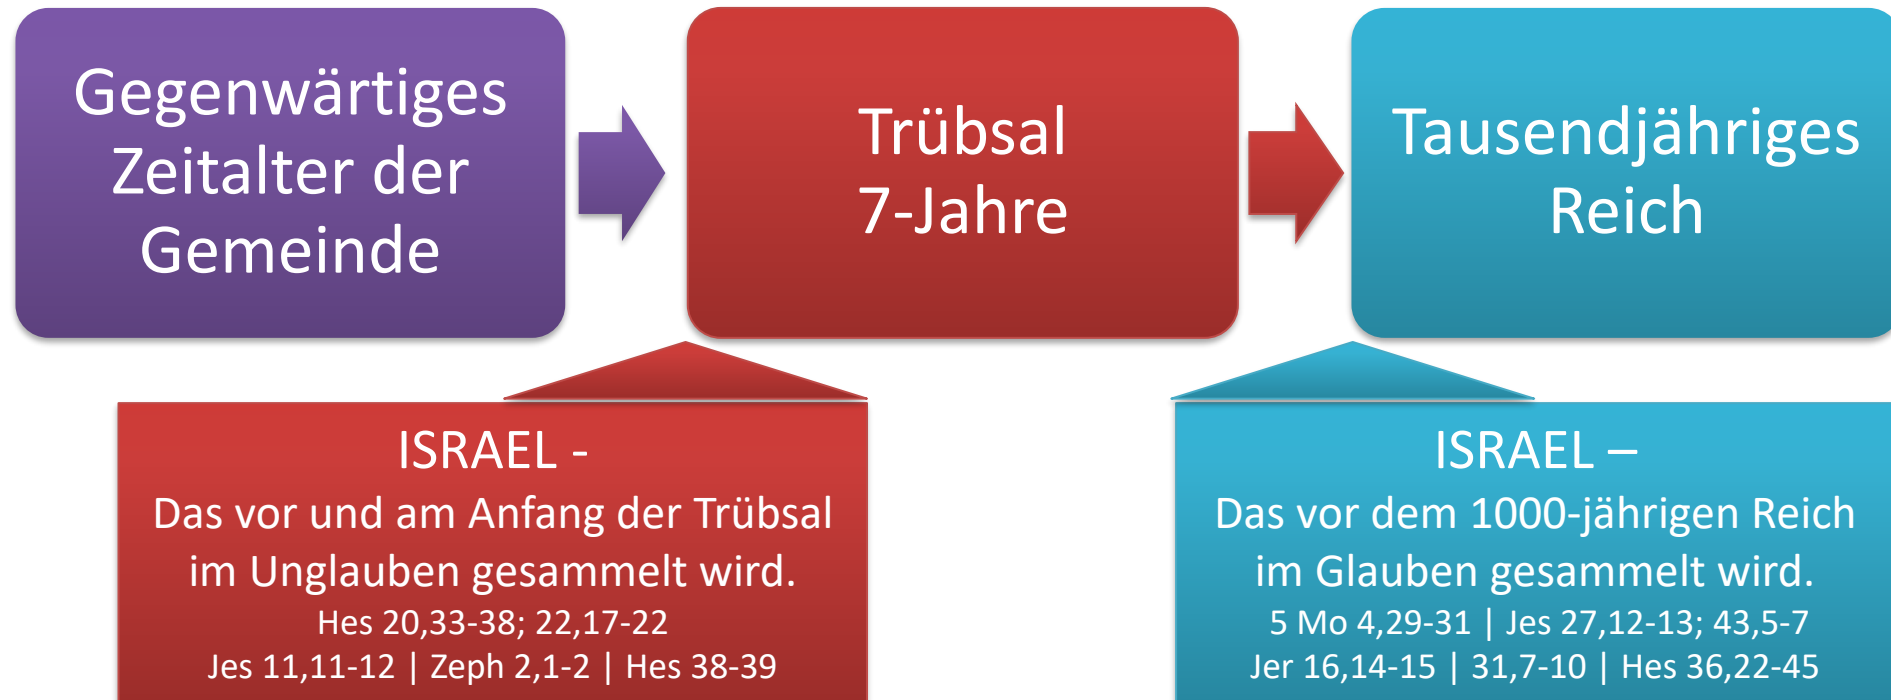 Gegenwärtiges
Zeitalter der
Gemeinde
Trübsal
7-Jahre
Tausendjähriges
Reich
ISRAEL -
Das vor und am Anfang der Trübsal
im Unglauben gesammelt wird.
Hes 20,33-38; 22,17-22
Jes 11,11-12 | Zeph 2,1-2 | Hes 38-39
ISRAEL –
Das vor dem 1000-jährigen Reich
im Glauben gesammelt wird.
5 Mo 4,29-31 | Jes 27,12-13; 43,5-7
Jer 16,14-15 | 31,7-10 | Hes 36,22-45